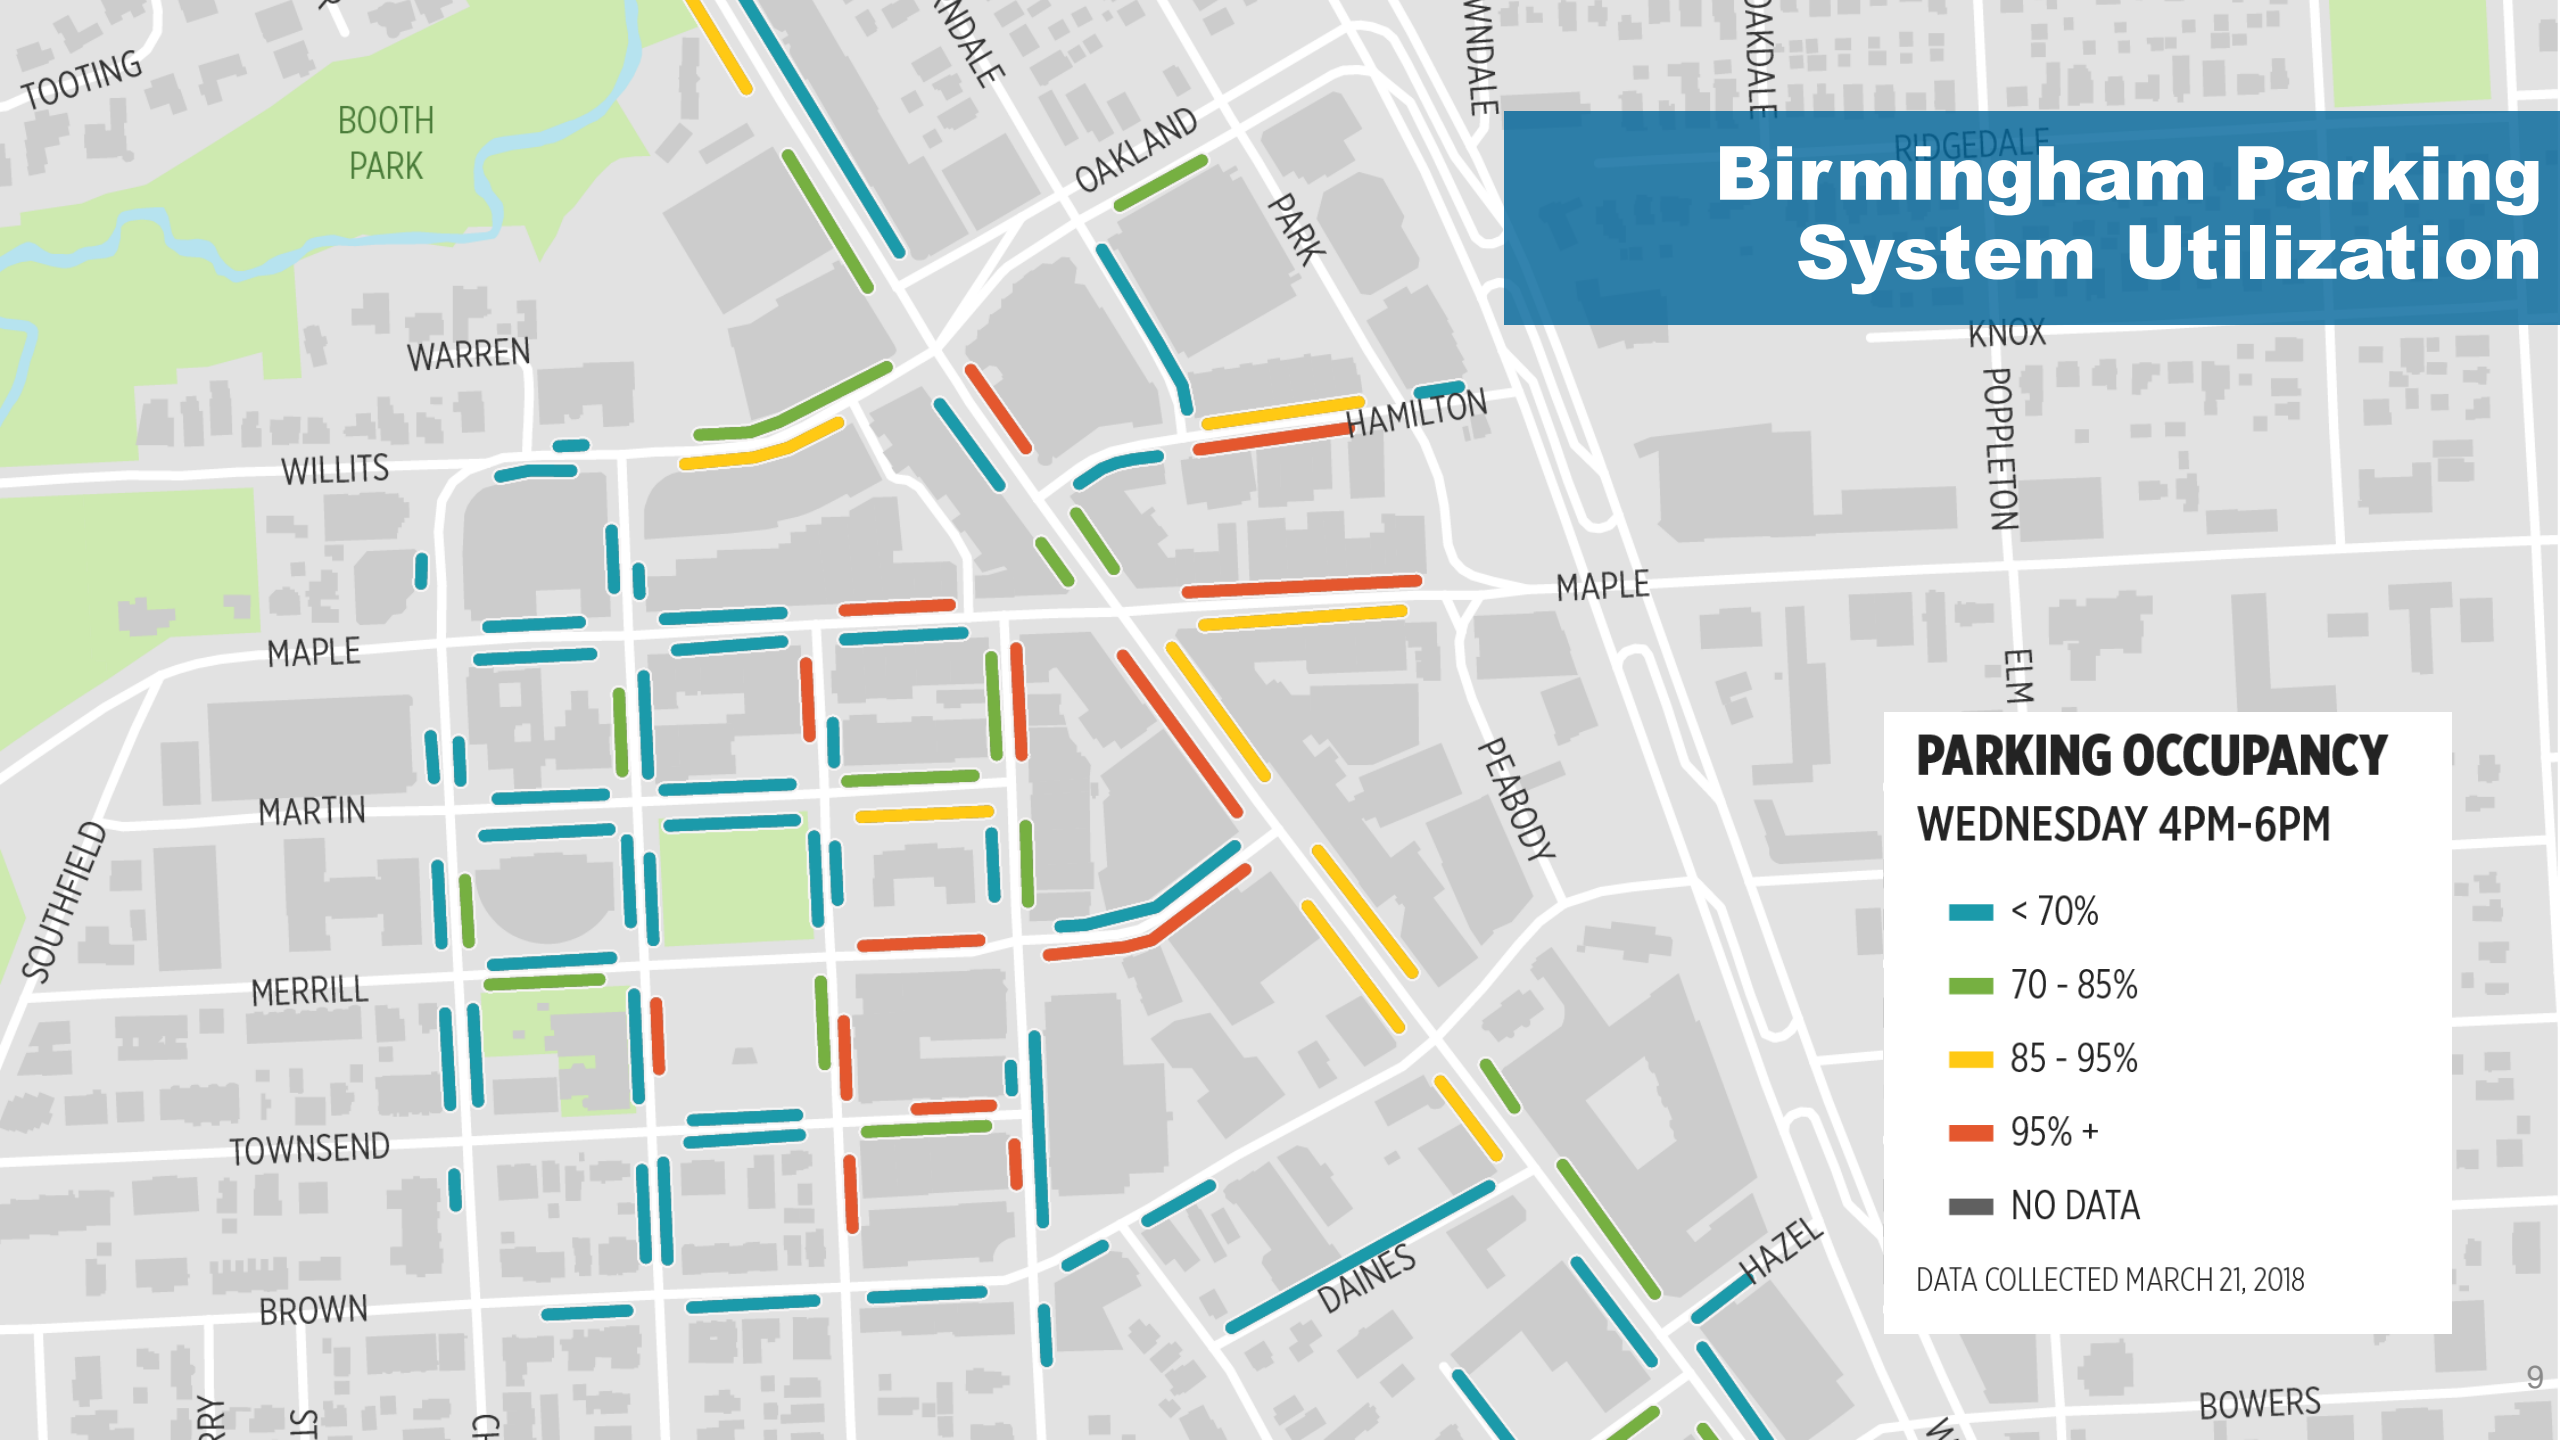 TOOTING
BOOTH
PARK
OAKLAND
PARK
OAKDALE
RIDGEDALE
Birmingham Parking
System Utilization
KNOX
WARREN
HAMILTON
POPPLETON
WILLITS
MAPLE
MAPLE
ELM
PEABODY
MARTIN
SOUTHFIELD
MERRILL
TOWNSEND
BROWN
DAINES
HAZEL
PARKING OCCUPANCY
WEDNESDAY 4PM-6PM
< 70%
70 - 85%
85 - 95%
95% +
NO DATA
DATA COLLECTED MARCH 21, 2018
9
BOWERS